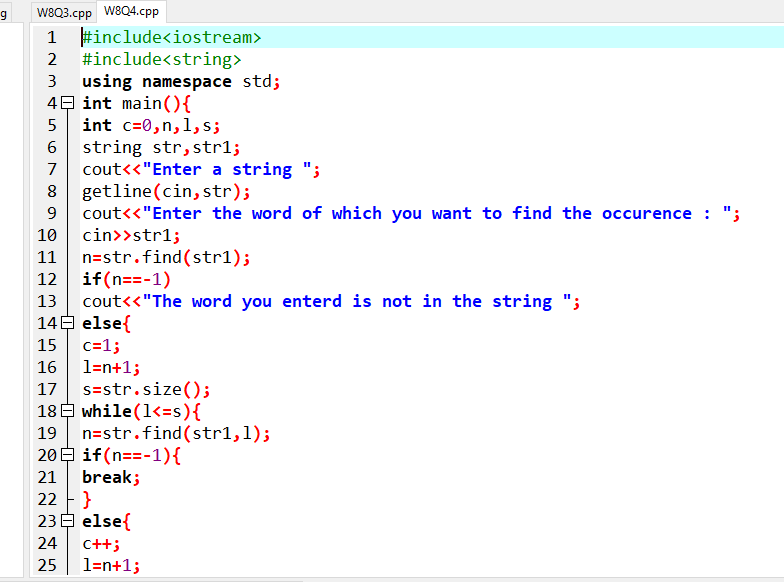 g W8Q3.cpp W8Q4.cpp
1 #include<iostream>
2 #include<string>
3 using namespace std;
4 int main(){
5 int c=0,n,l,s;
6 string str,str1;
7 cout<<"Enter a string ";
8 getline(cin,str);
9 cout<<"Enter the word of which you want to find the occurence : ";
10 cin>>str1;
11 n=str.find(str1);
12 if(n==-1)
13 cout<<"The word you enterd is not in the string ";
14 else{
15 c=1;
16 l=n+1;
17 s=str.size();
18 while(l<=s){
19 n=str.find(str1,l);
20 if(n==-1){
21 break;
22 }
23 else{
24 c++;
25 l=n+1;